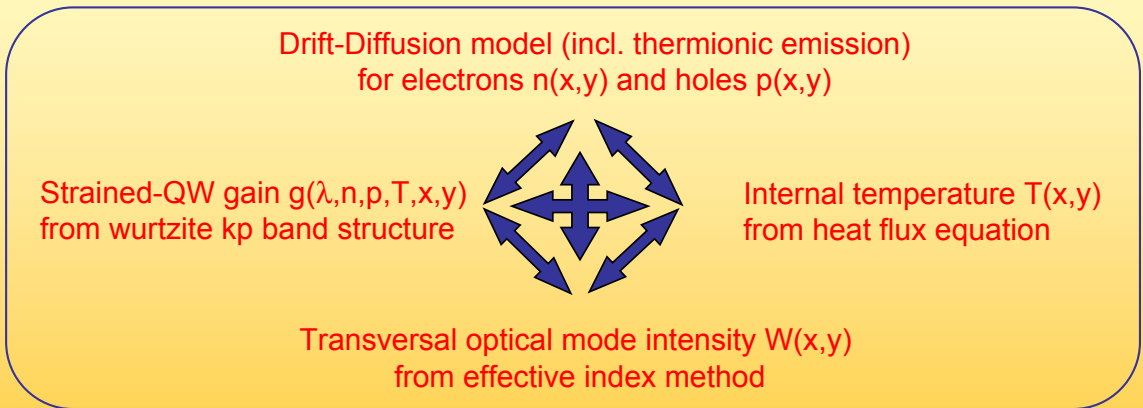 Drift-Diffusion model (incl. thermionic emission)
for electrons n(x,y) and holes p(x,y)
Strained-QW gain g(λ,n,p,T,x,y)
from wurtzite kp band structure
Internal temperature T(x,y)
from heat flux equation
Transversal optical mode intensity W(x,y)
from effective index method